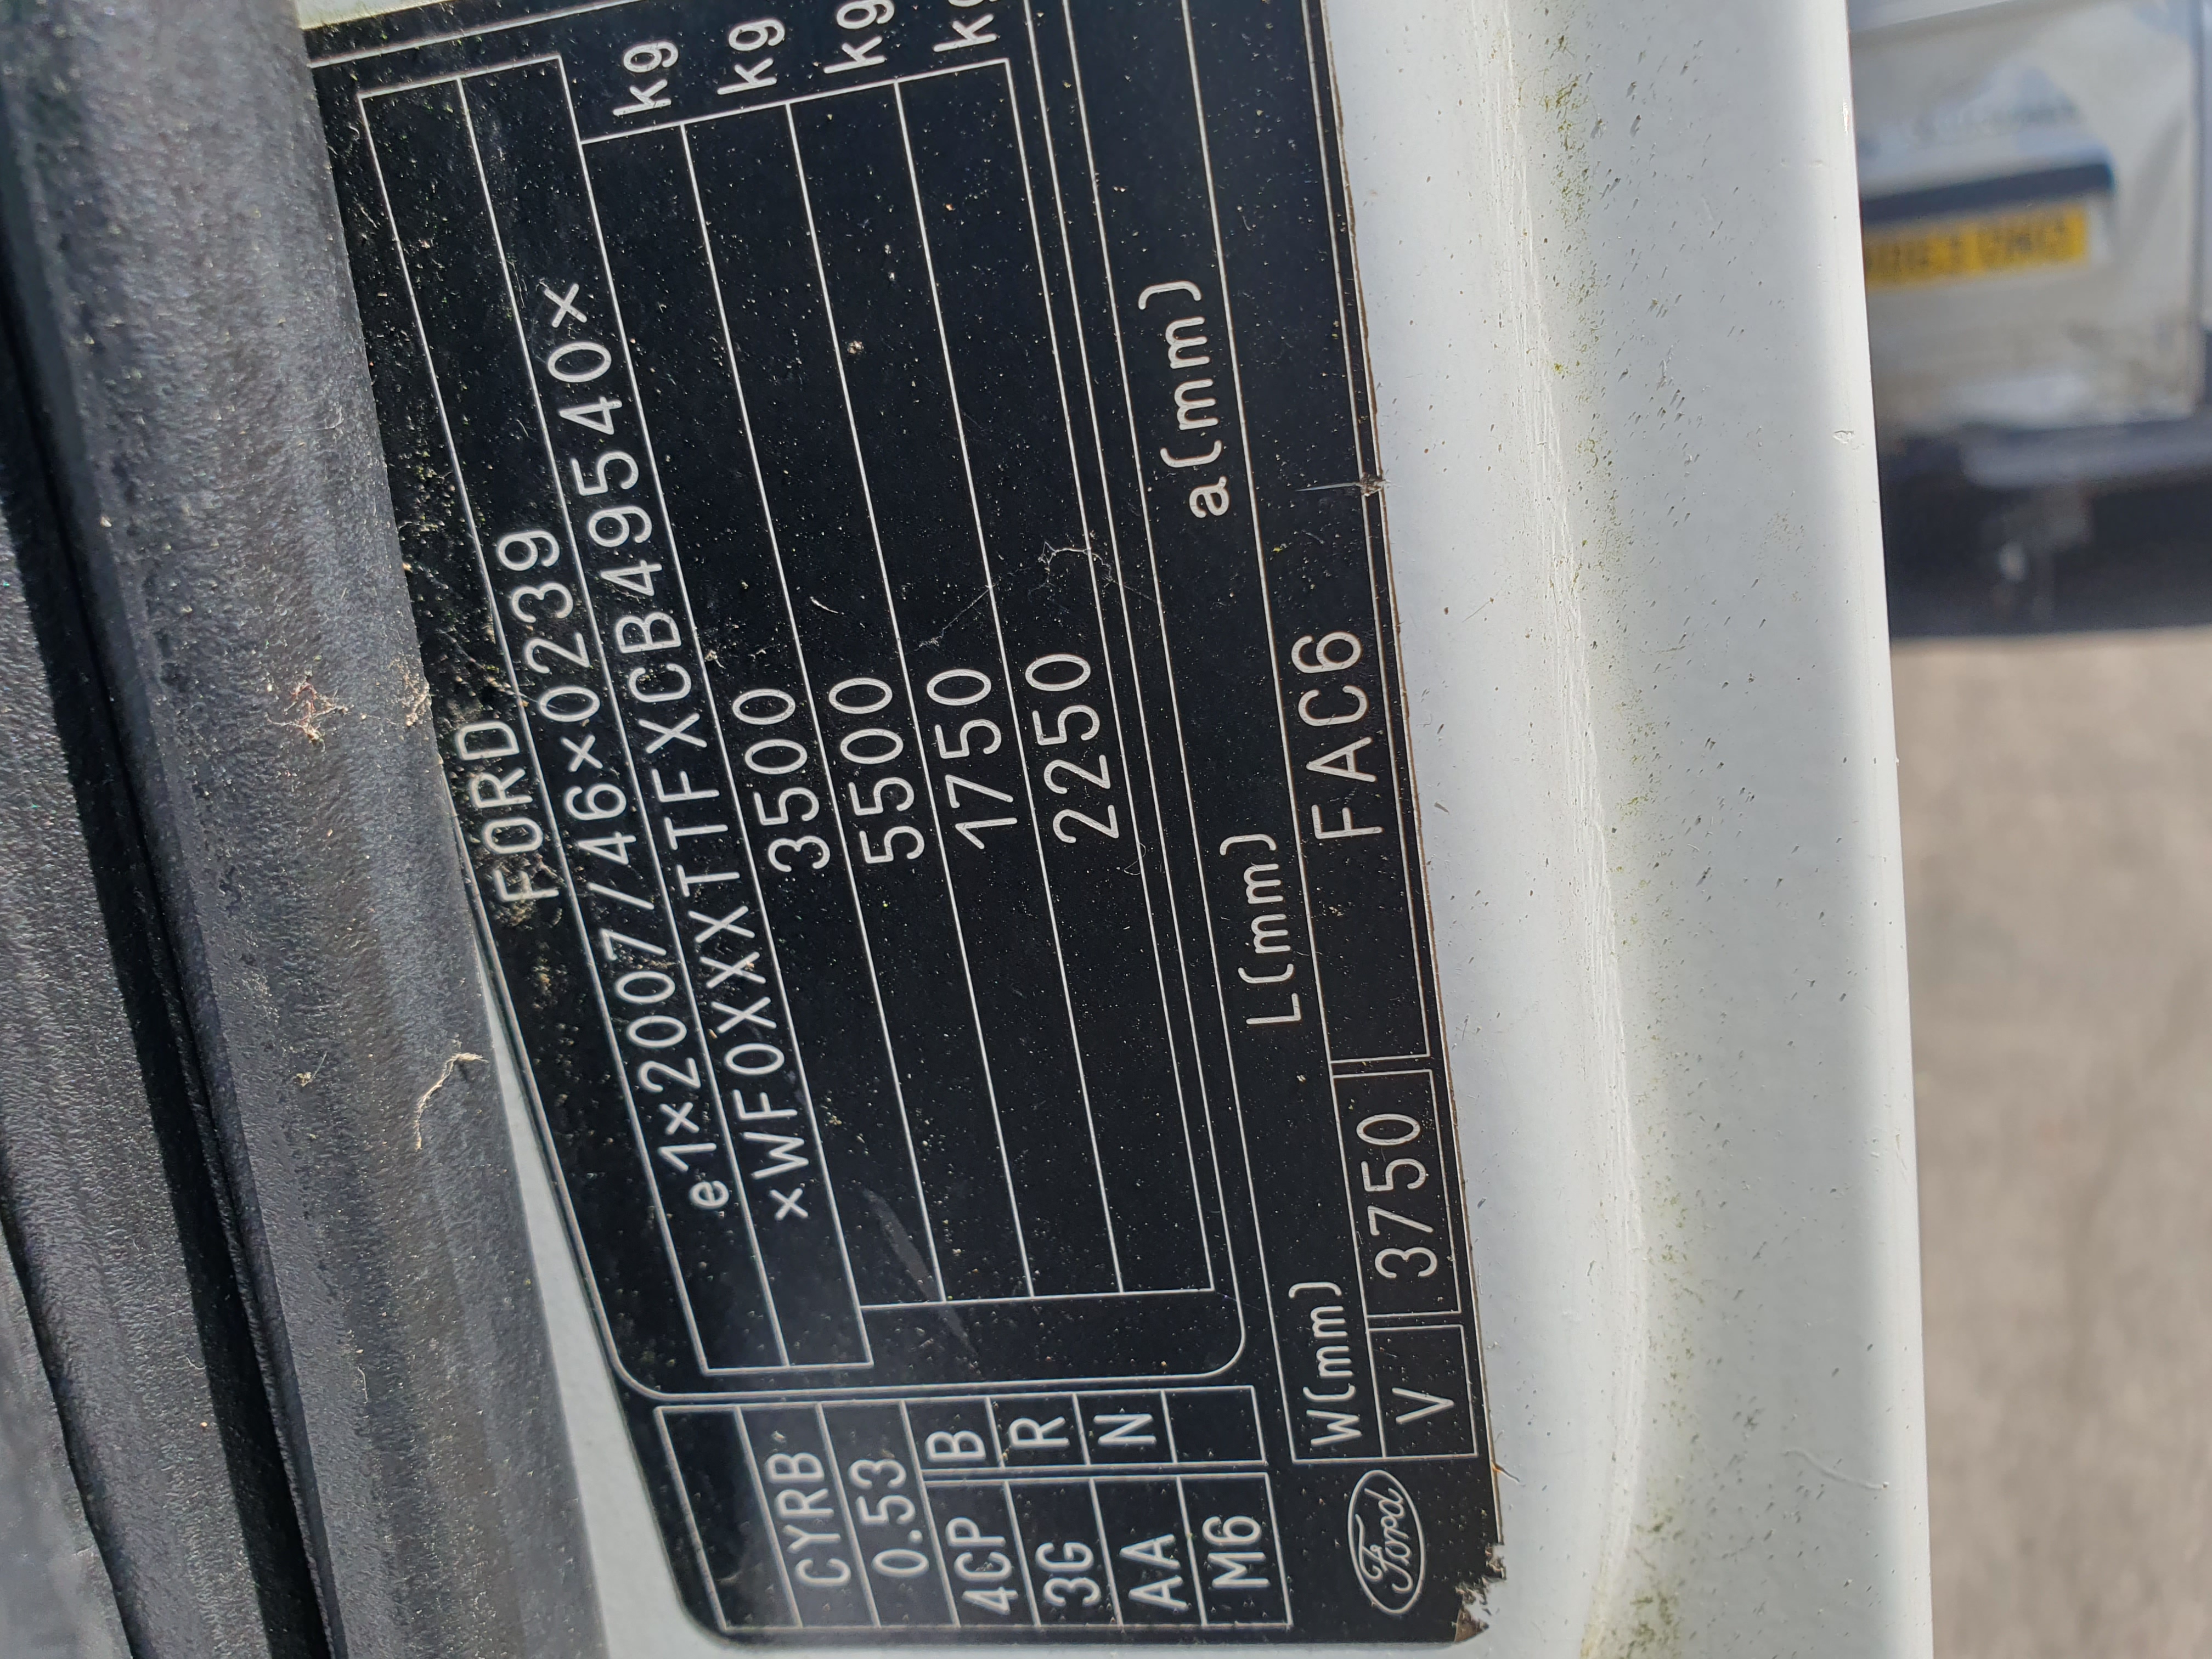 FORD
e1×2007/46×0239
×WF0XXXTTFXCB49540×
3500 kg
5500 kg
1750 kg
2250 kg
CYRB
0.53
4CP B
3G R
AA N
M6
W(mm) L(mm) a(mm)
V 3750 FAC6
Ford